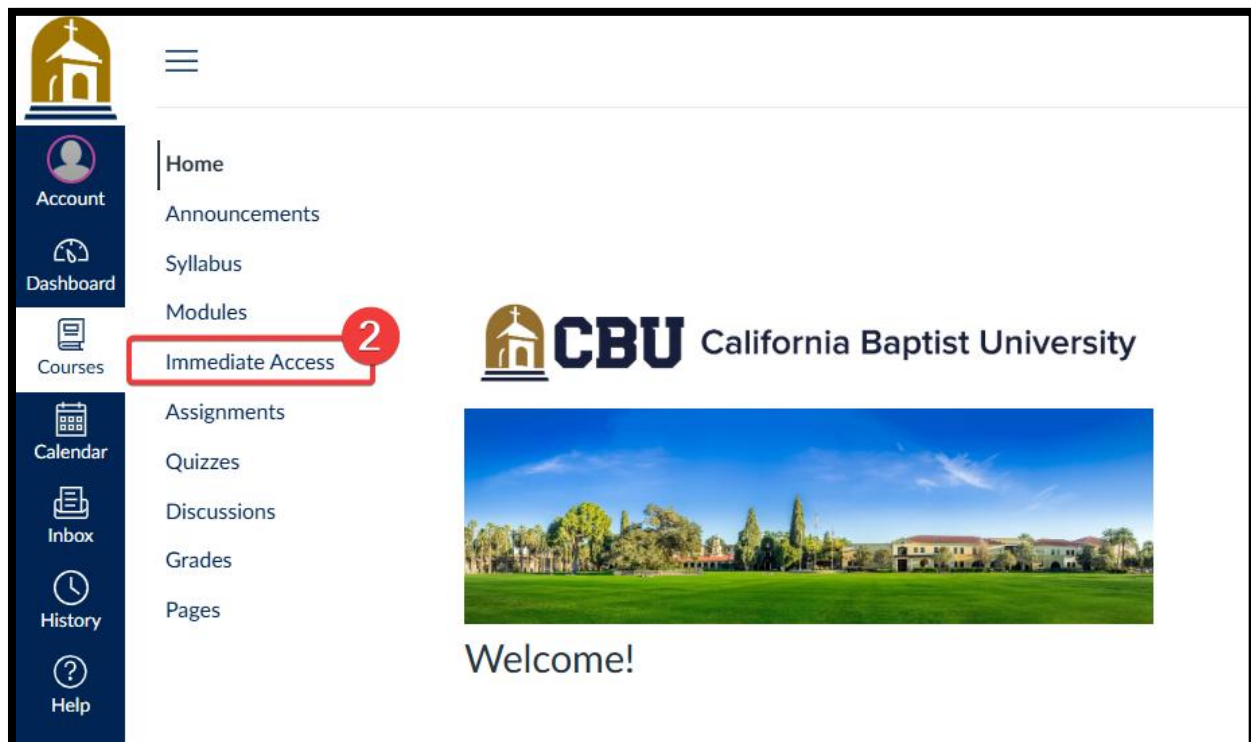 Account
Dashboard
Courses
Calendar
Inbox
History
Help
Home
Announcements
Syllabus
Modules
Immediate Access
2
Assignments
Quizzes
Discussions
Grades
Pages
CBU California Baptist University
Welcome!